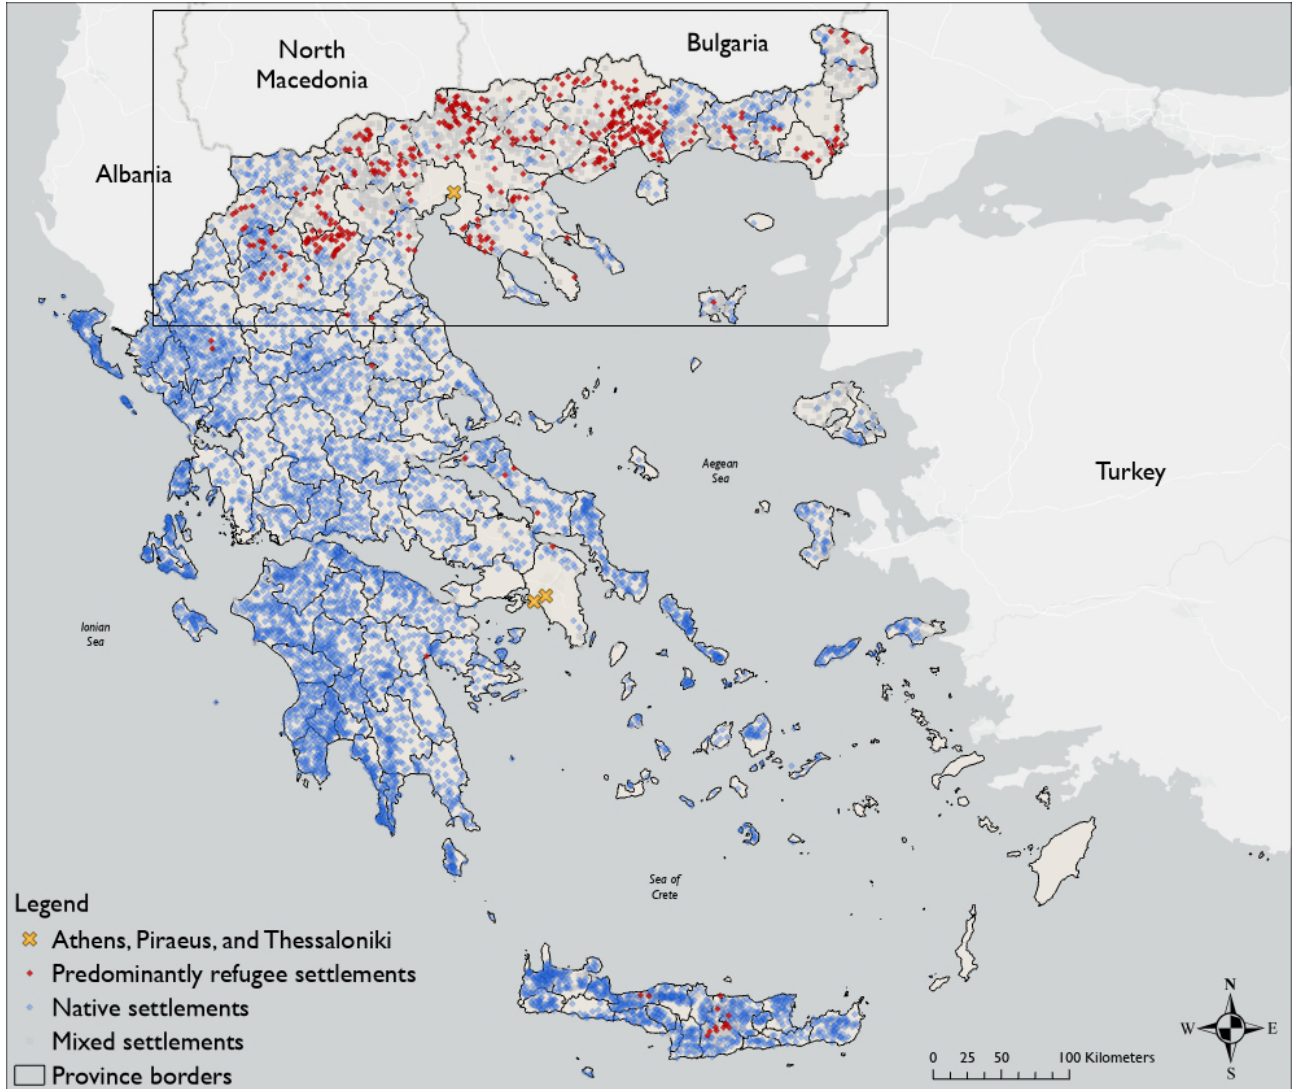 North
Macedonia
Bulgaria
Albania
Aegean
Sea
Turkey
Ionian
Sea
Sea of
Crete
Legend
Athens, Piraeus, and Thessaloniki
Predominantly refugee settlements
Native settlements
Mixed settlements
Province borders
0 25 50 100 Kilometers
N
W E
S